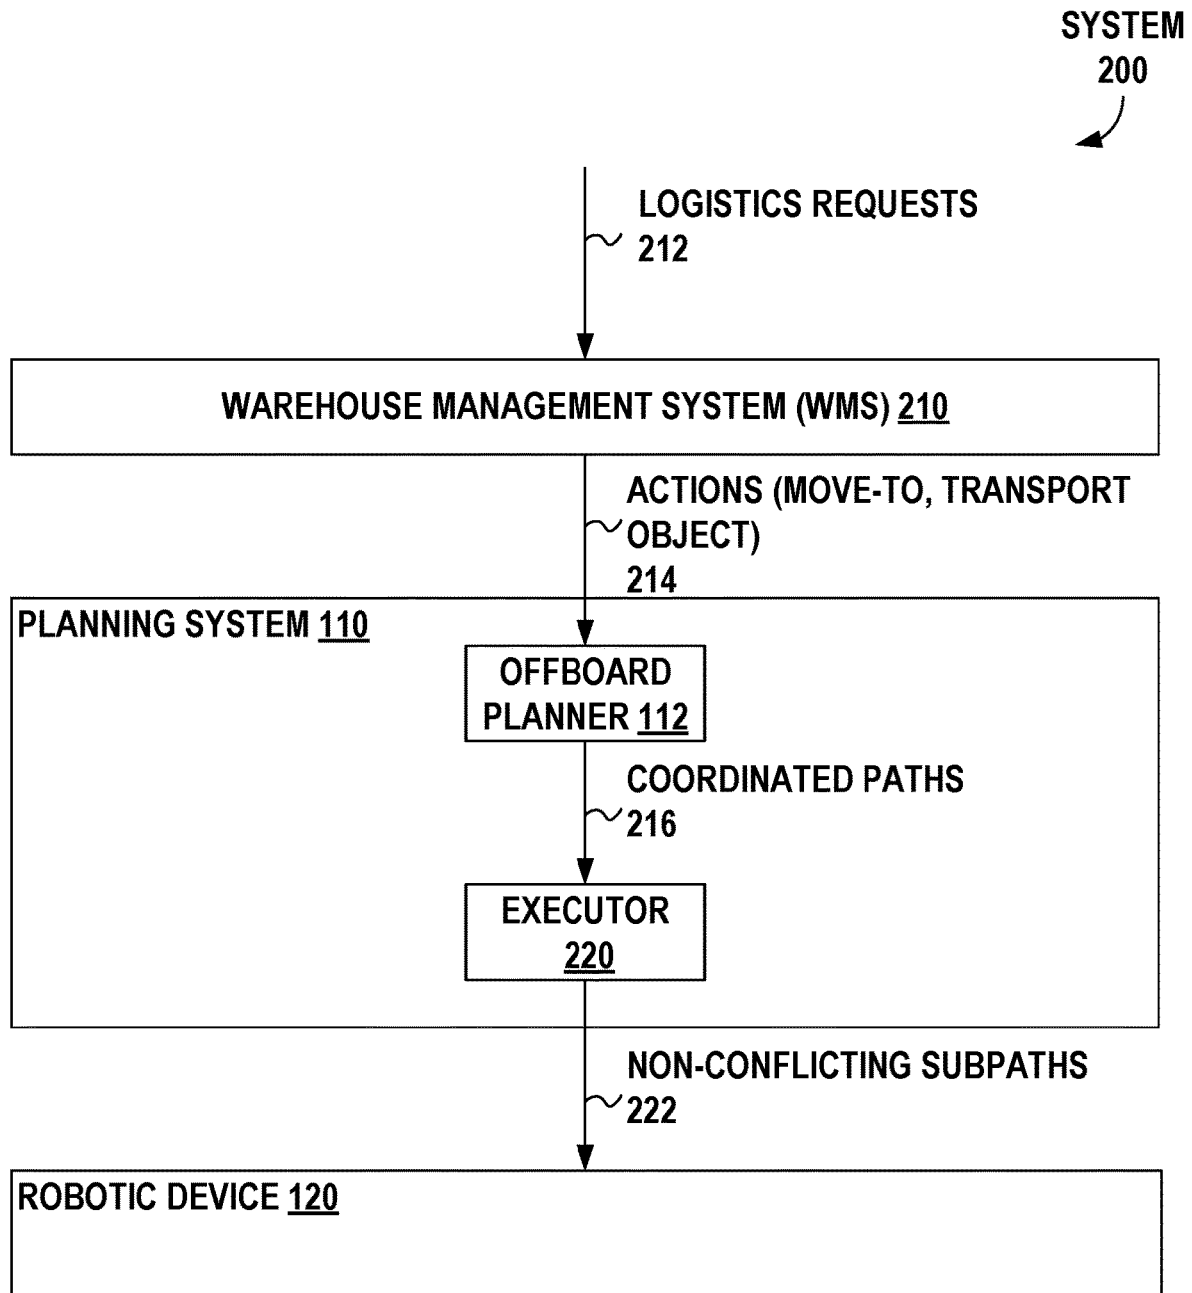 SYSTEM
200
LOGISTICS REQUESTS
212
WAREHOUSE MANAGEMENT SYSTEM (WMS) 210
ACTIONS (MOVE-TO, TRANSPORT
OBJECT)
214
PLANNING SYSTEM 110
OFFBOARD
PLANNER 112
COORDINATED PATHS
216
EXECUTOR
220
NON-CONFLICTING SUBPATHS
222
ROBOTIC DEVICE 120